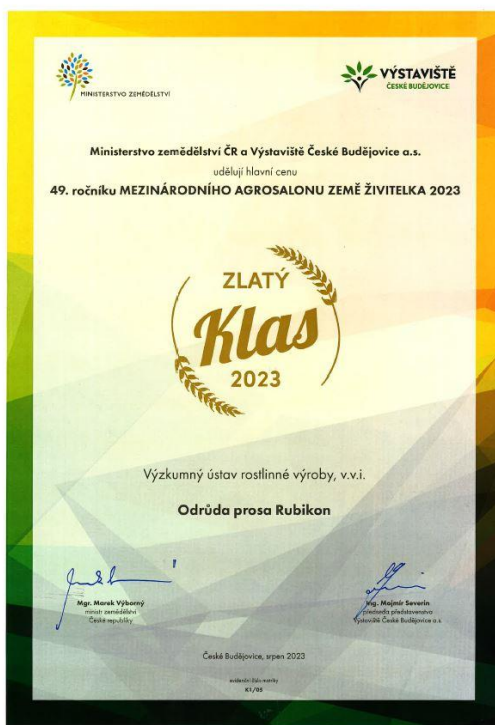 MINISTERSTVO ZEMĚDĚLSTVÍ
VÝSTAVIŠTĚ
ČESKÉ BUDĚJOVICE
Ministerstvo zemědělství ČR a Výstaviště České Budějovice a.s.
udělují hlavní cenu
49. ročníku MEZINÁRODNÍHO AGROSALONU ZEMĚ ŽIVITELKA 2023
ZLATÝ
Klas
2023
Výzkumný ústav rostlinné výroby, v.v.i.
Odrůda prosa Rubikon
Mgr. Marek Výborný
ministr zemědělství
České republiky
Ing. Mojmír Severin
předseda představenstva
Výstaviště České Budějovice a.s.
České Budějovice, srpen 2023
evidenční číslo
K1/05